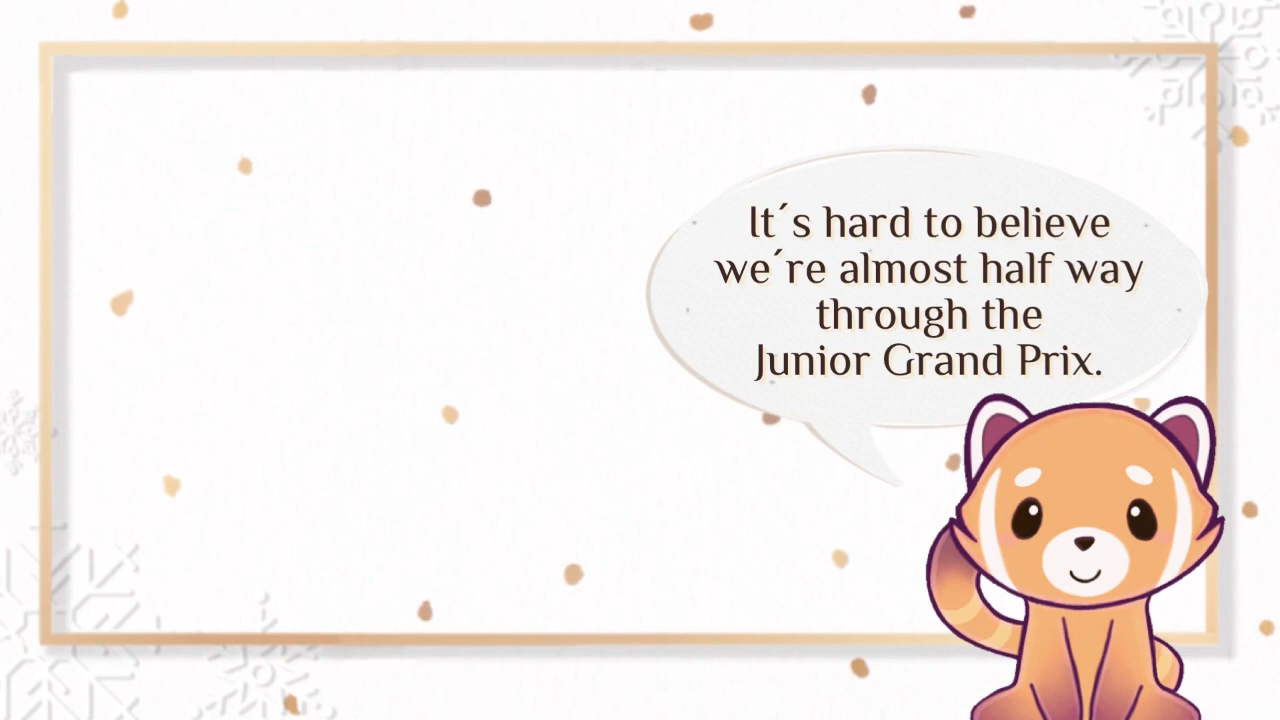 It´s hard to believe
we´re almost half way
through the
Junior Grand Prix.